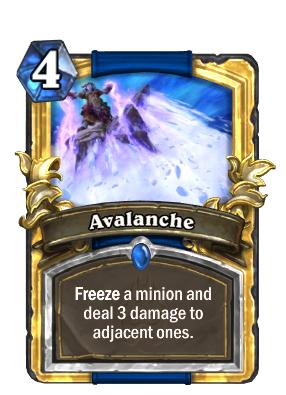 4
Avalanche
Freeze a minion and
deal 3 damage to
adjacent ones.